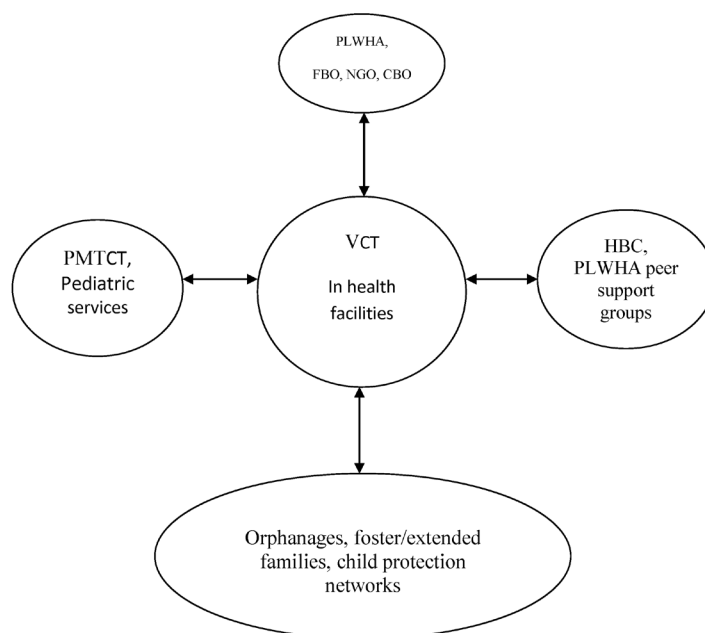 PLWHA,
FBO, NGO, CBO
VCT
In health
facilities
PMTCT,
Pediatric
services
HBC,
PLWHA peer
support
groups
Orphanages, foster/extended
families, child protection
networks